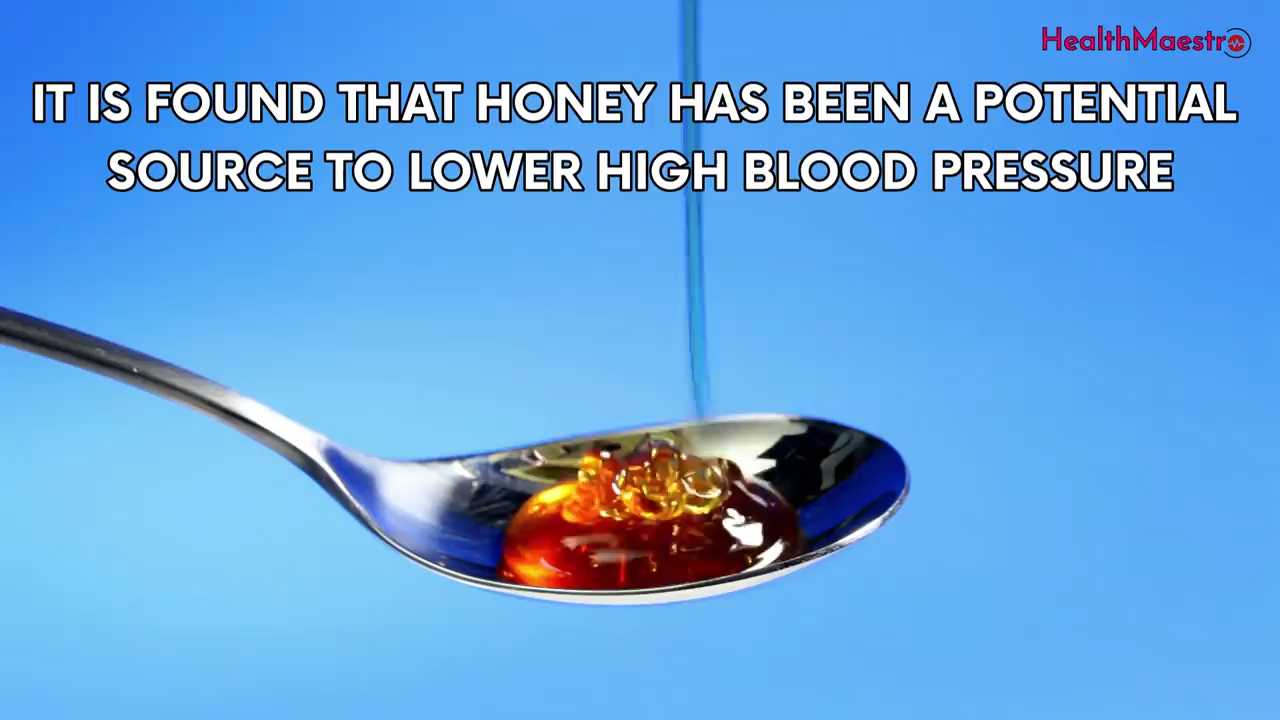 HealthMaestro
IT IS FOUND THAT HONEY HAS BEEN A POTENTIAL
SOURCE TO LOWER HIGH BLOOD PRESSURE